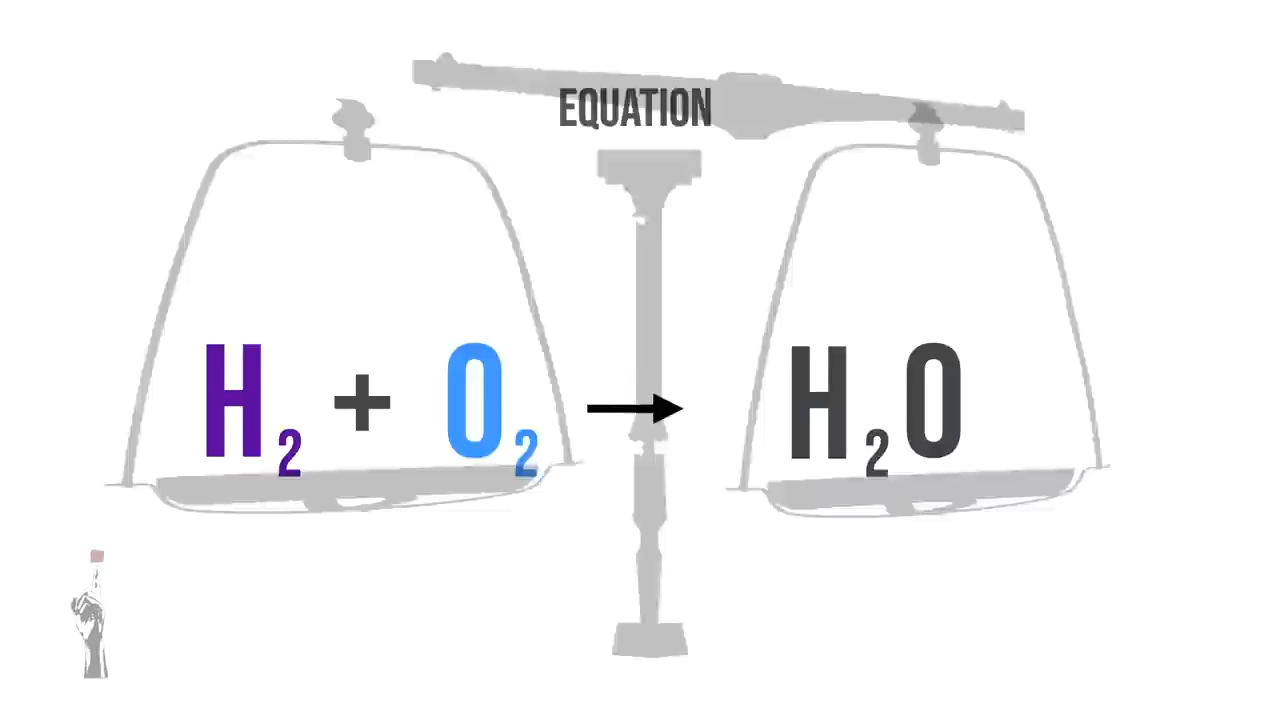 EQUATION
H₂ + O₂ → H₂O